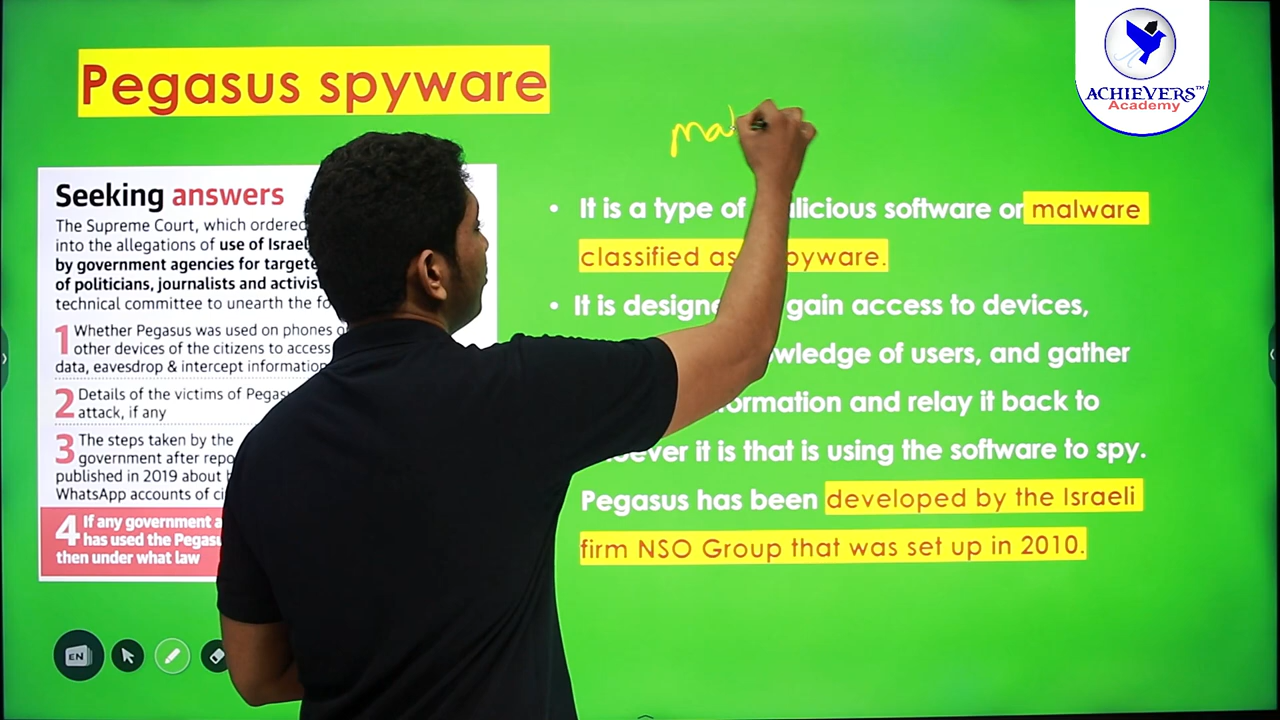 Pegasus spyware
ACHIEVERS™
Academy
Seeking answers
The Supreme Court, which ordered
into the allegations of use of Israel
by government agencies for targete
of politicians, journalists and activis
technical committee to unearth the fo
1 Whether Pegasus was used on phones o
other devices of the citizens to access
data, eavesdrop & intercept information
2 Details of the victims of Pegas
attack, if any
3 The steps taken by the
government after repo
published in 2019 about h
WhatsApp accounts of ci
4 If any government a
has used the Pegasu
then under what law
EN
mal
• It is a type of licious software or malware
classified as yware.
• It is designe gain access to devices,
wledge of users, and gather
ormation and relay it back to
ever it is that is using the software to spy.
Pegasus has been developed by the Israeli
firm NSO Group that was set up in 2010.